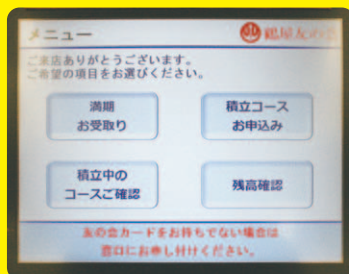 メニュー
鶴屋友の会
ご来店ありがとうございます。
ご希望の項目をお選びください。
満期
お受取り
積立コース
お申込み
積立中の
コースご確認
残高確認
友の会カードをお持ちでない場合は
窓口にお申し付けください。